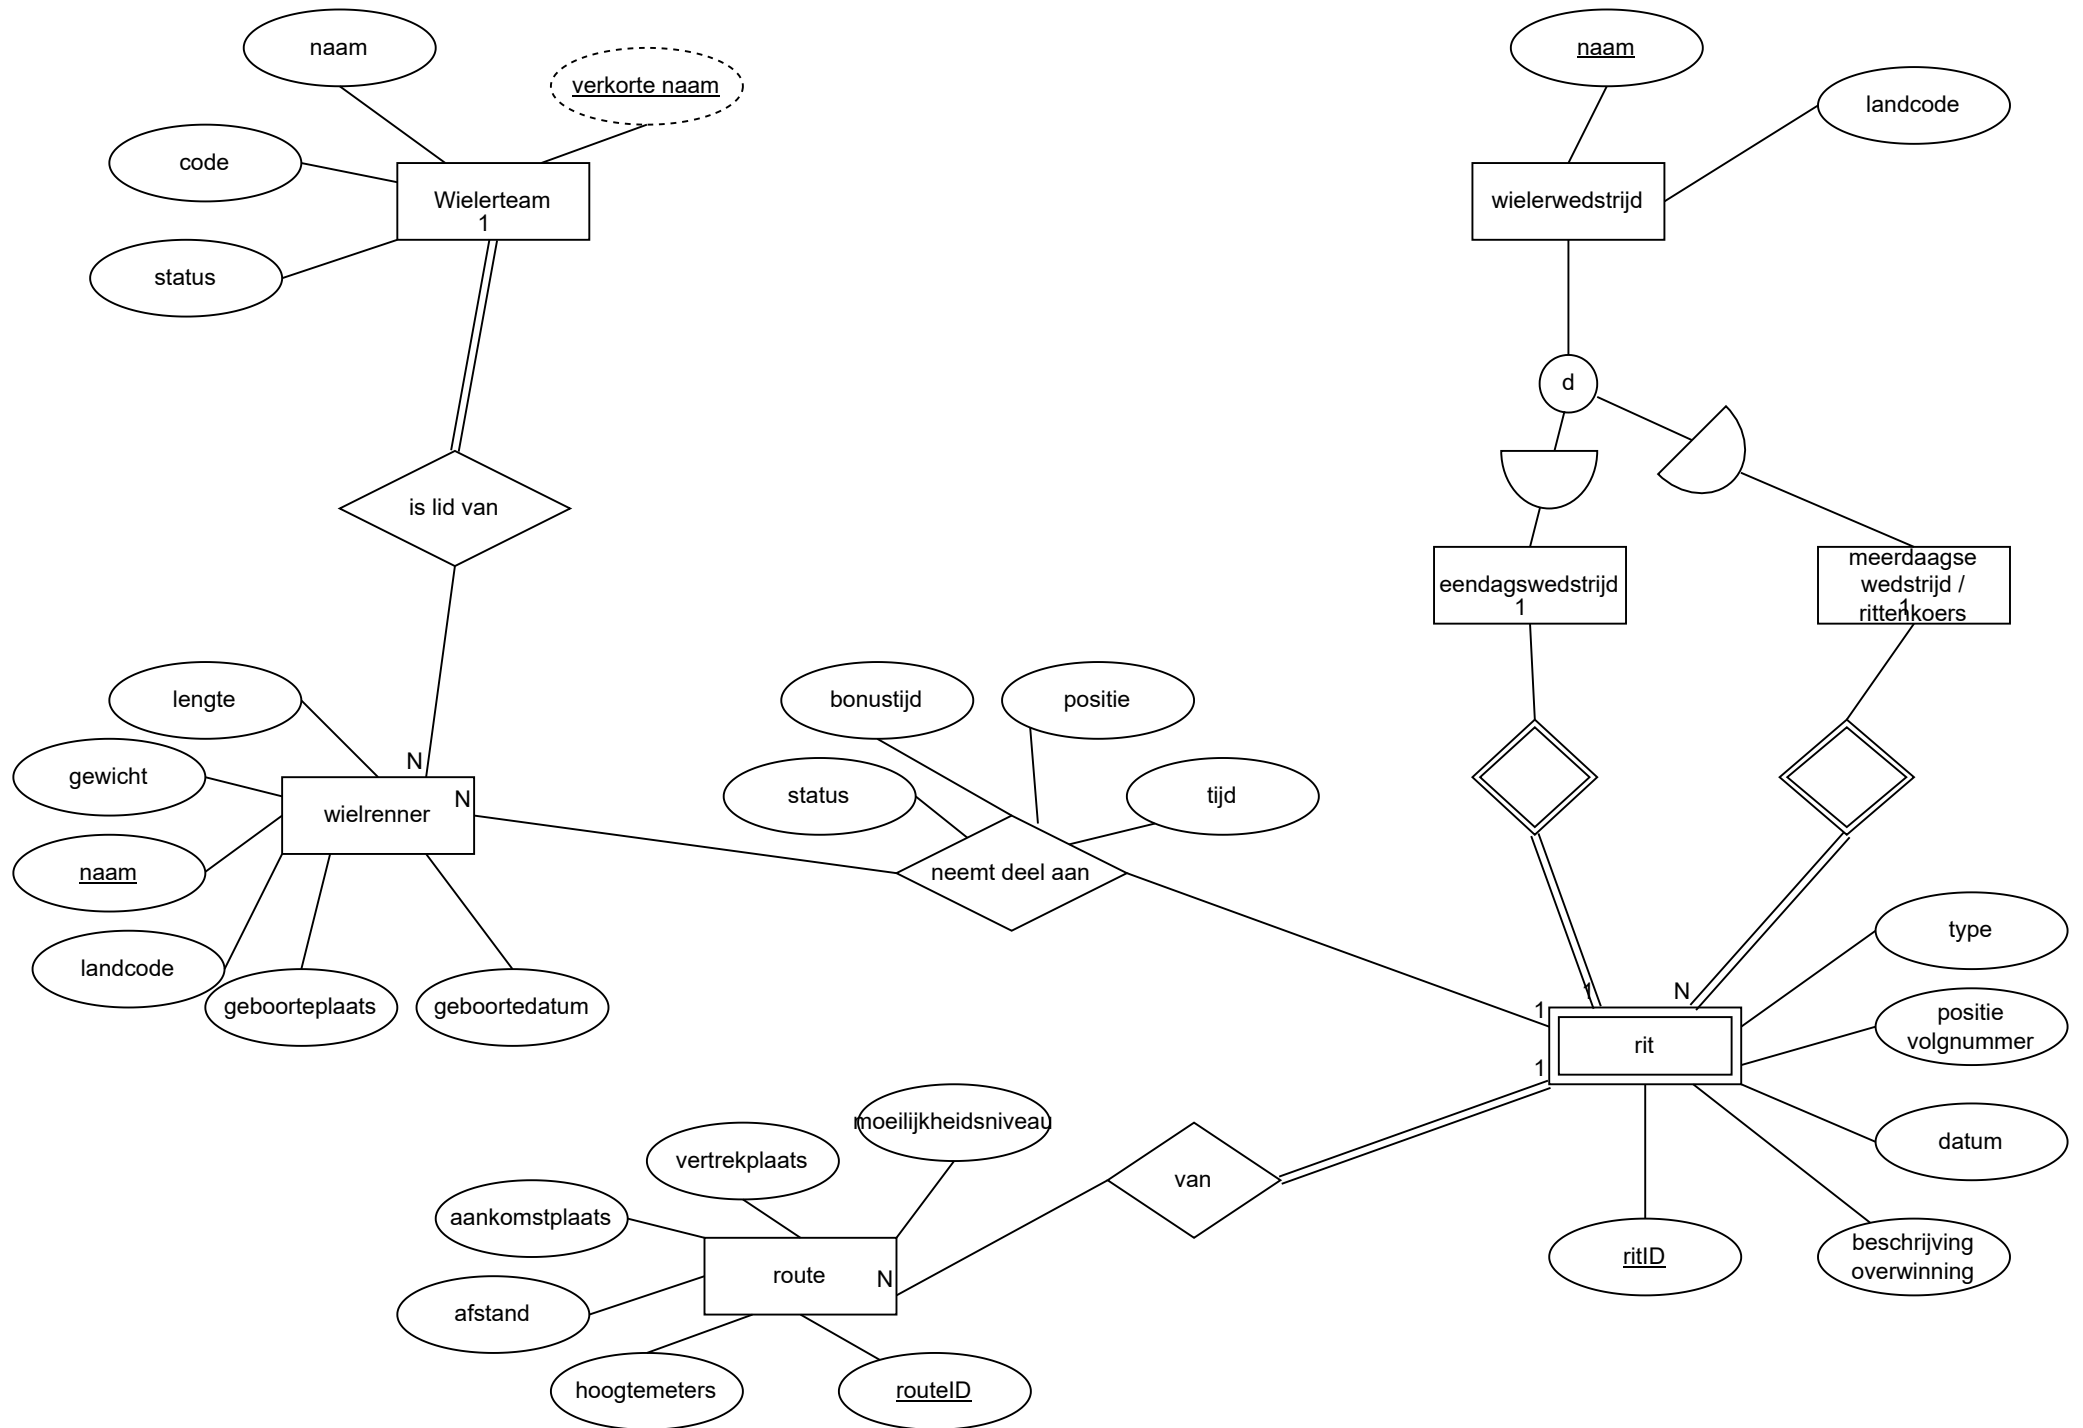 naam
verkorte naam
naam
landcode
code
Wielerteam
1
wielerwedstrijd
status
d
is lid van
eendagswedstrijd
1
meerdaagse
wedstrijd /
rittenkoers
1
lengte
bonustijd
positie
gewicht
N
wielrenner
N
status
tijd
naam
neemt deel aan
type
landcode
geboorteplaats
geboortedatum
1
1
N
positie
volgnummer
rit
1
moeilijkheidsniveau
vertrekplaats
van
datum
aankomstplaats
route
N
ritID
beschrijving
overwinning
afstand
hoogtemeters
routeID